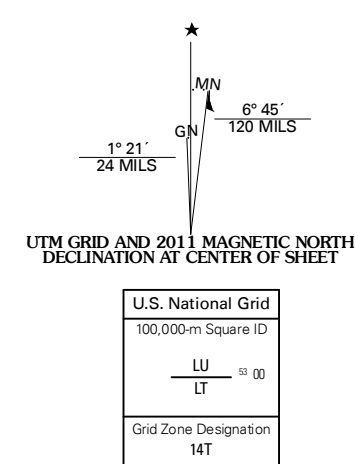 ★
MN
GN
6° 45´
120 MILS
1° 21´
24 MILS
UTM GRID AND 2011 MAGNETIC NORTH
DECLINATION AT CENTER OF SHEET
U.S. National Grid
100,000-m Square ID
LU
53 00
LT
Grid Zone Designation
14T